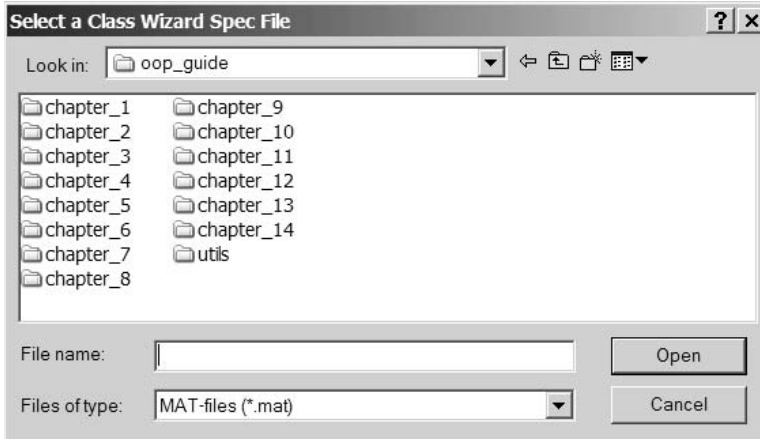 Select a Class Wizard Spec File
Look in: oop_guide
chapter_1
chapter_2
chapter_3
chapter_4
chapter_5
chapter_6
chapter_7
chapter_8
chapter_9
chapter_10
chapter_11
chapter_12
chapter_13
chapter_14
utils
File name:
Open
Files of type: MAT-files (*.mat)
Cancel